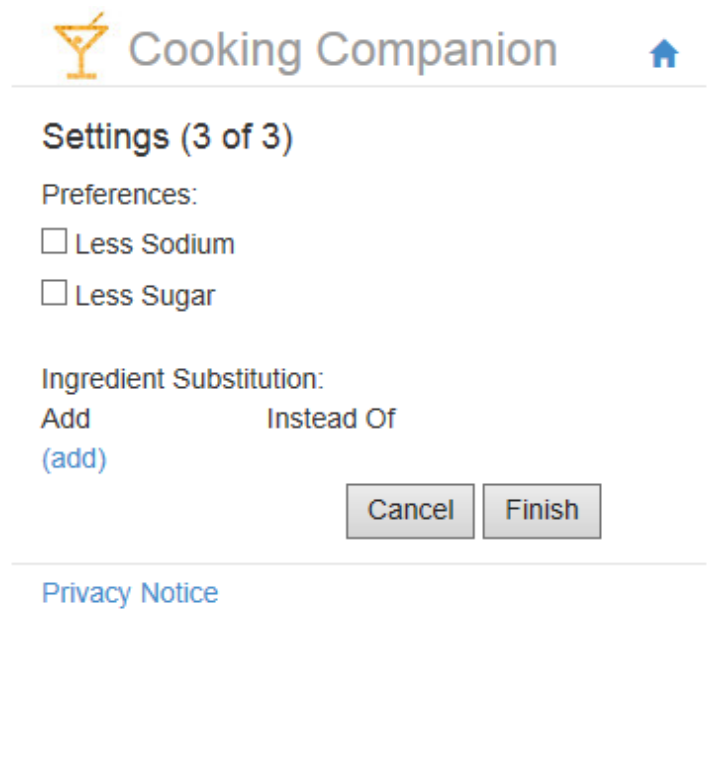 Cooking Companion
Settings (3 of 3)
Preferences:
Less Sodium
Less Sugar
Ingredient Substitution:
Add Instead Of
(add)
Cancel Finish
Privacy Notice